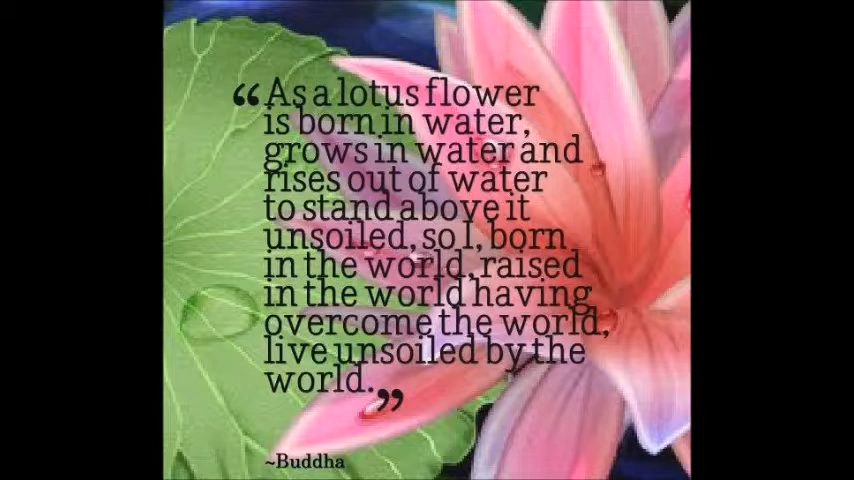 “As a lotus flower
is born in water,
grows in water and
rises out of water
to stand above it
unsoiled, so I, born
in the world, raised
in the world having
overcome the world,
live unsoiled by the
world.”
~Buddha